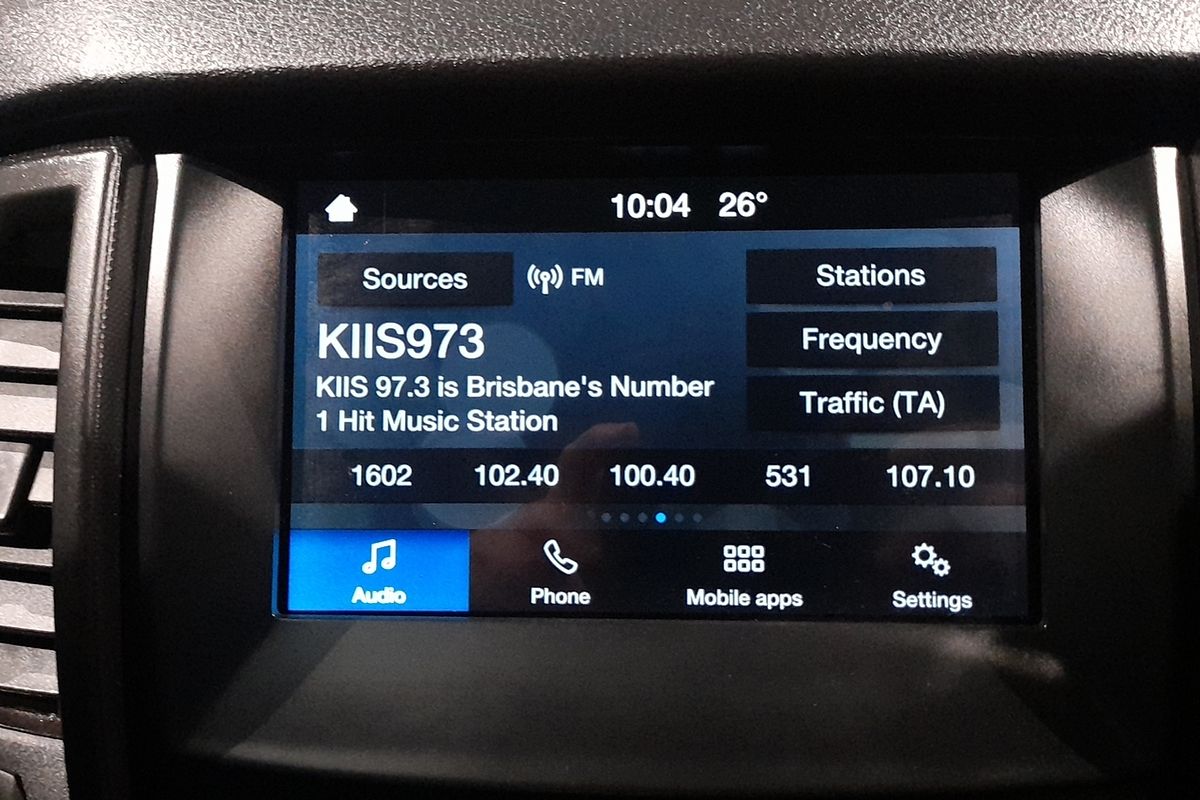 10:04 26°
Sources FM Stations
KIIS973
Frequency
KIIS 97.3 is Brisbane's Number
1 Hit Music Station
Traffic (TA)
1602 102.40 100.40 531 107.10
Audio Phone Mobile apps Settings